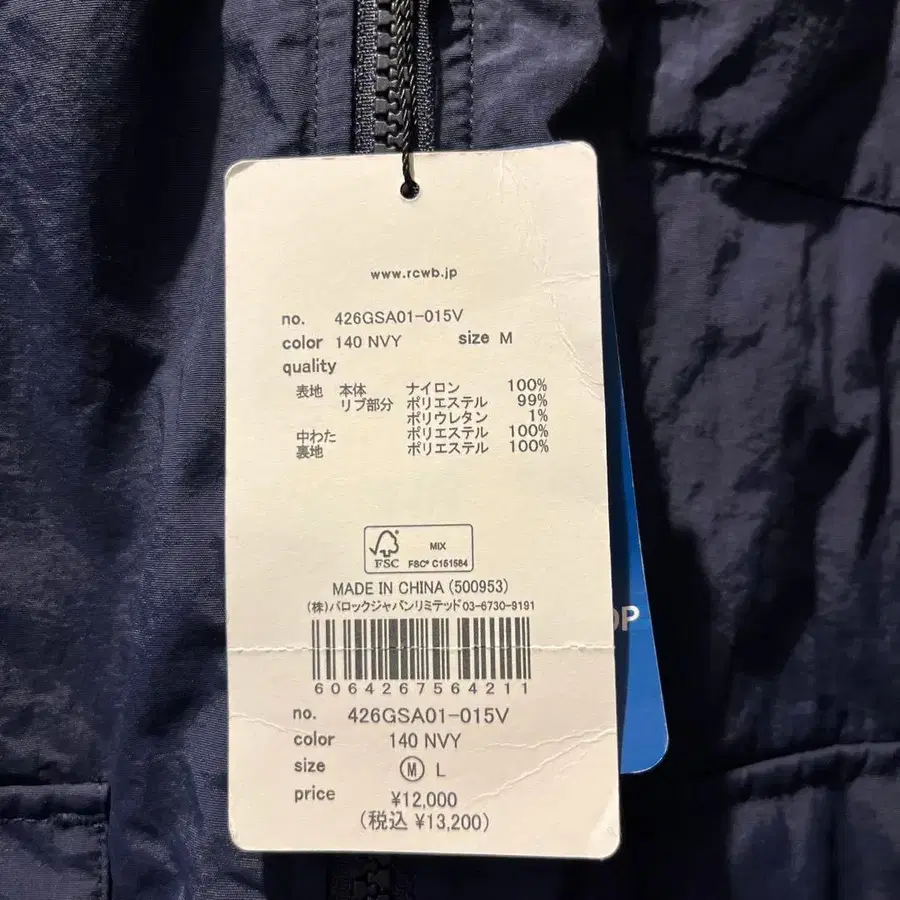 www.rcwb.jp
no. 426GSA01-015V
color 140 NVY size M
quality
表地 本体 ナイロン 100%
リブ部分 ポリエステル 99%
ポリウレタン 1%
中わた ポリエステル 100%
裏地 ポリエステル 100%
FSC MIX
FSC® C151584
MADE IN CHINA (500953)
(株)バロックジャパンリミテッド03-6730-9191
6064267564211
no. 426GSA01-015V
color 140 NVY
size M L
price ¥12,000
(税込 ¥13,200)
OP